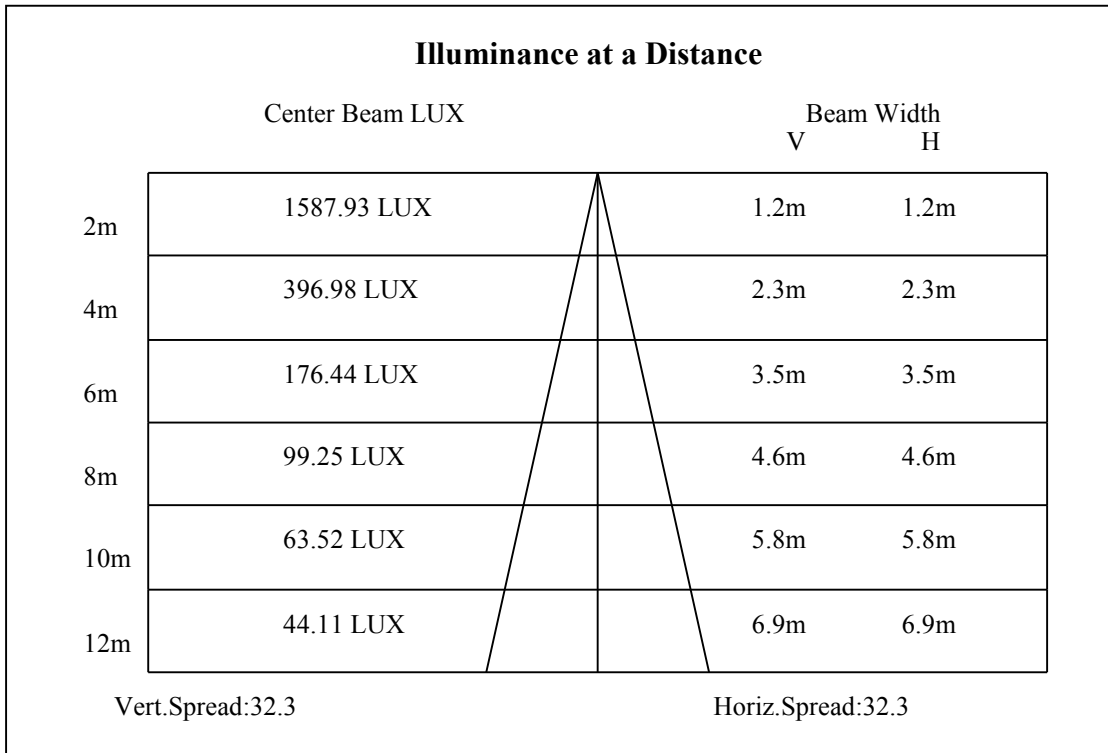 Illuminance at a Distance
Center Beam LUX Beam Width
V H
2m 1587.93 LUX 1.2m 1.2m
4m 396.98 LUX 2.3m 2.3m
6m 176.44 LUX 3.5m 3.5m
8m 99.25 LUX 4.6m 4.6m
10m 63.52 LUX 5.8m 5.8m
12m 44.11 LUX 6.9m 6.9m
Vert.Spread:32.3 Horiz.Spread:32.3